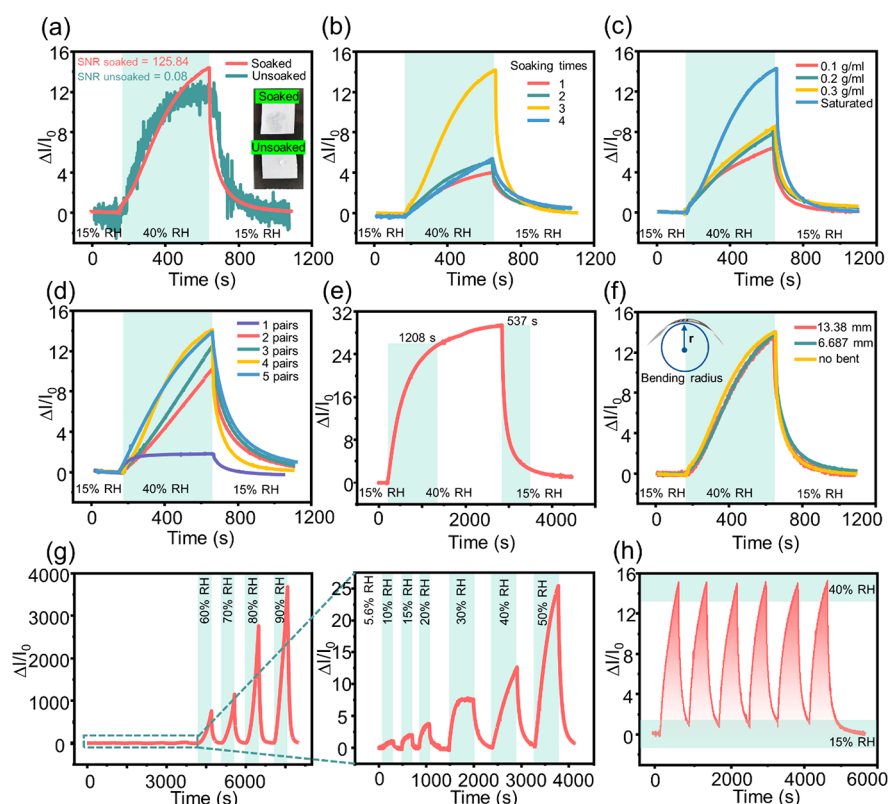 (a)
16
12
8
4
0
ΔI/I0
SNR soaked = 125.84
SNR unsoaked = 0.08
Soaked
Unsoaked
Soaked
Unsoaked
15% RH
40% RH
15% RH
0
400
800
1200
Time (s)
(b)
16
12
8
4
0
ΔI/I0
Soaking times
1
2
3
4
15% RH
40% RH
15% RH
0
400
800
1200
Time (s)
(c)
16
12
8
4
0
ΔI/I0
0.1 g/ml
0.2 g/ml
0.3 g/ml
Saturated
15% RH
40% RH
15% RH
0
400
800
1200
Time (s)
(d)
16
12
8
4
0
ΔI/I0
1 pairs
2 pairs
3 pairs
4 pairs
5 pairs
15% RH
40% RH
15% RH
0
400
800
1200
Time (s)
(e)
32
24
16
8
0
ΔI/I0
1208 s
537 s
15% RH
40% RH
15% RH
0
2000
4000
Time (s)
(f)
16
12
8
4
0
ΔI/I0
r
Bending radius
13.38 mm
6.687 mm
no bent
15% RH
40% RH
15% RH
0
400
800
1200
Time (s)
(g)
4000
3000
2000
1000
0
ΔI/I0
60% RH
70% RH
80% RH
90% RH
0
2000
4000
6000
Time (s)
25
20
15
10
5
0
ΔI/I0
5.6% RH
10% RH
15% RH
20% RH
30% RH
40% RH
50% RH
0
1000
2000
3000
4000
Time (s)
(h)
16
12
8
4
0
ΔI/I0
40% RH
15% RH
0
2000
4000
6000
Time (s)